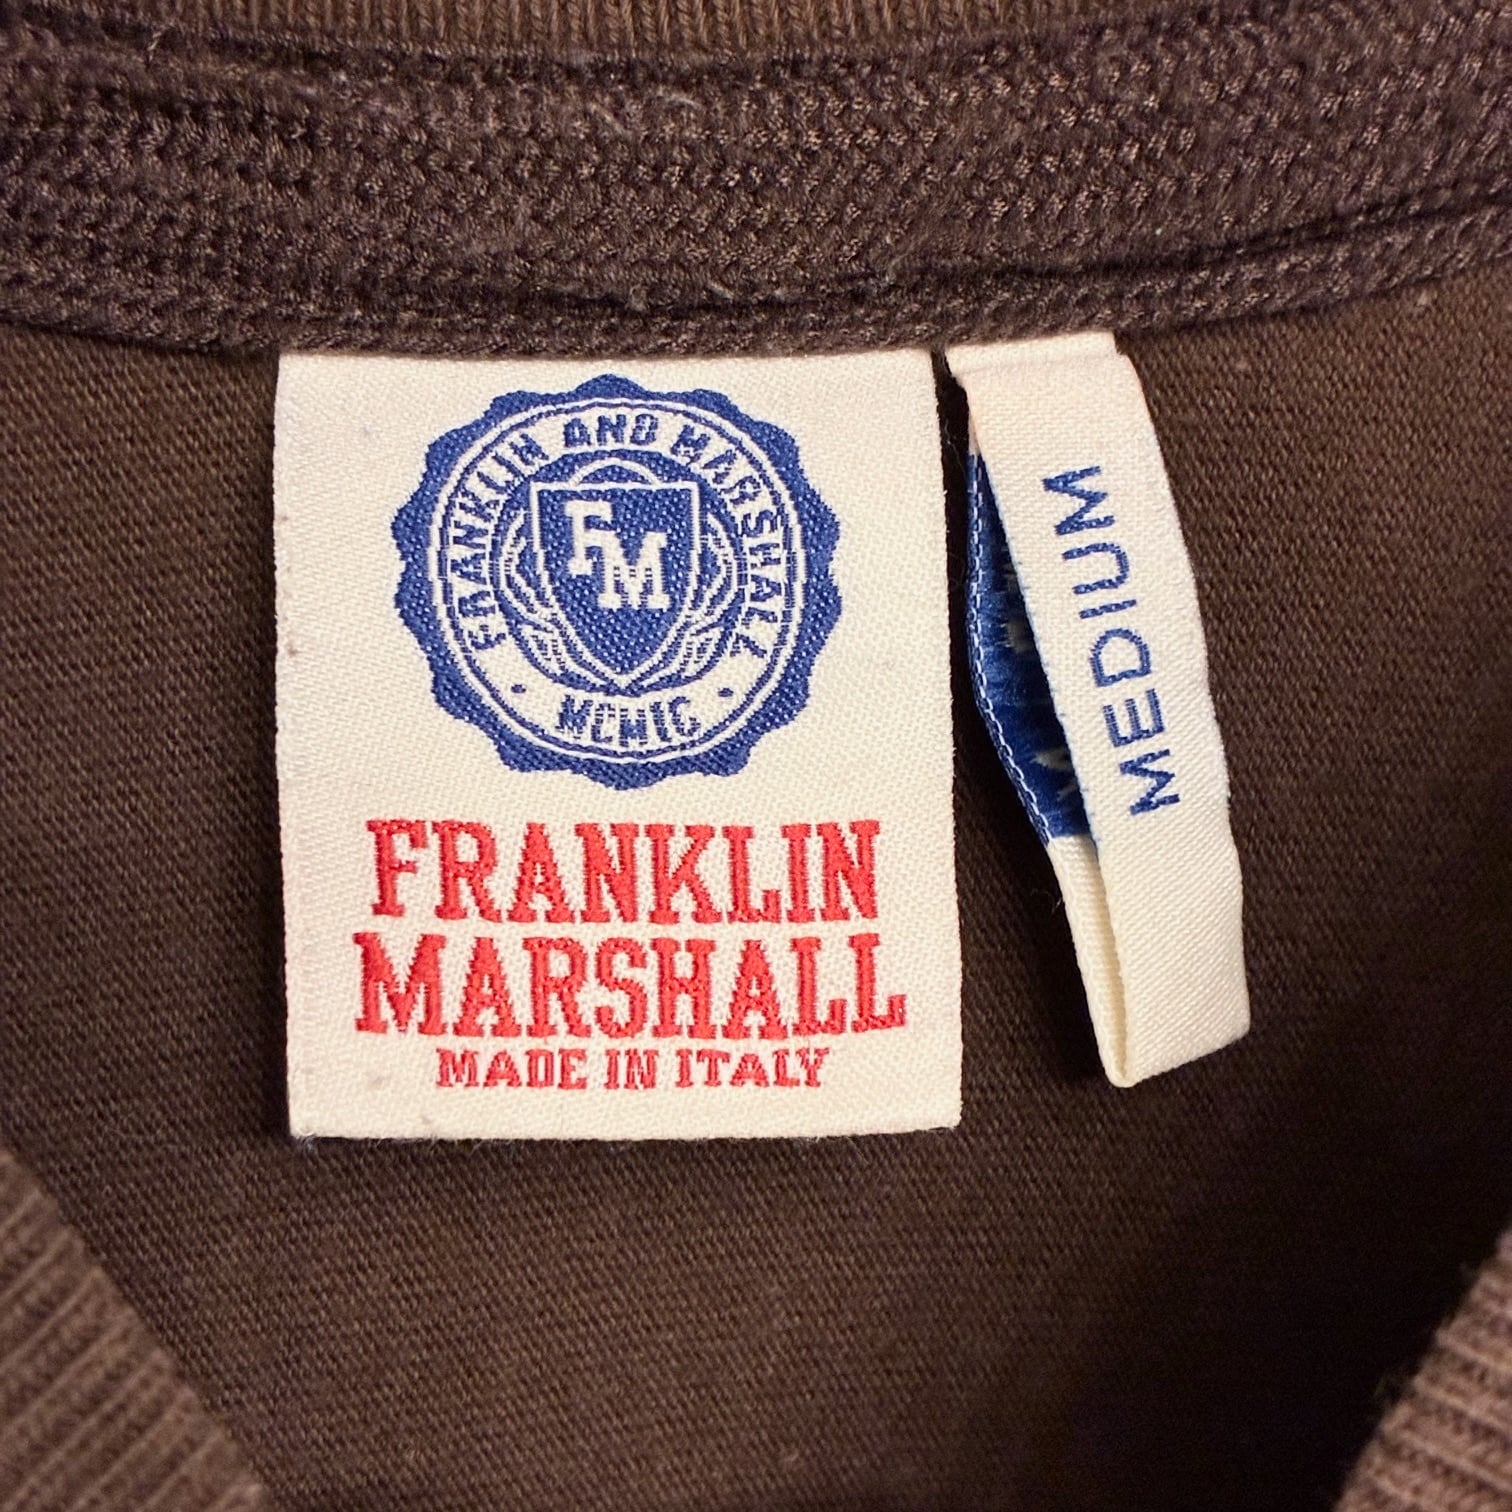 FRANKLIN AND MARSHALL
FM
MCMIC
FRANKLIN
MARSHALL
MADE IN ITALY
MEDIUM